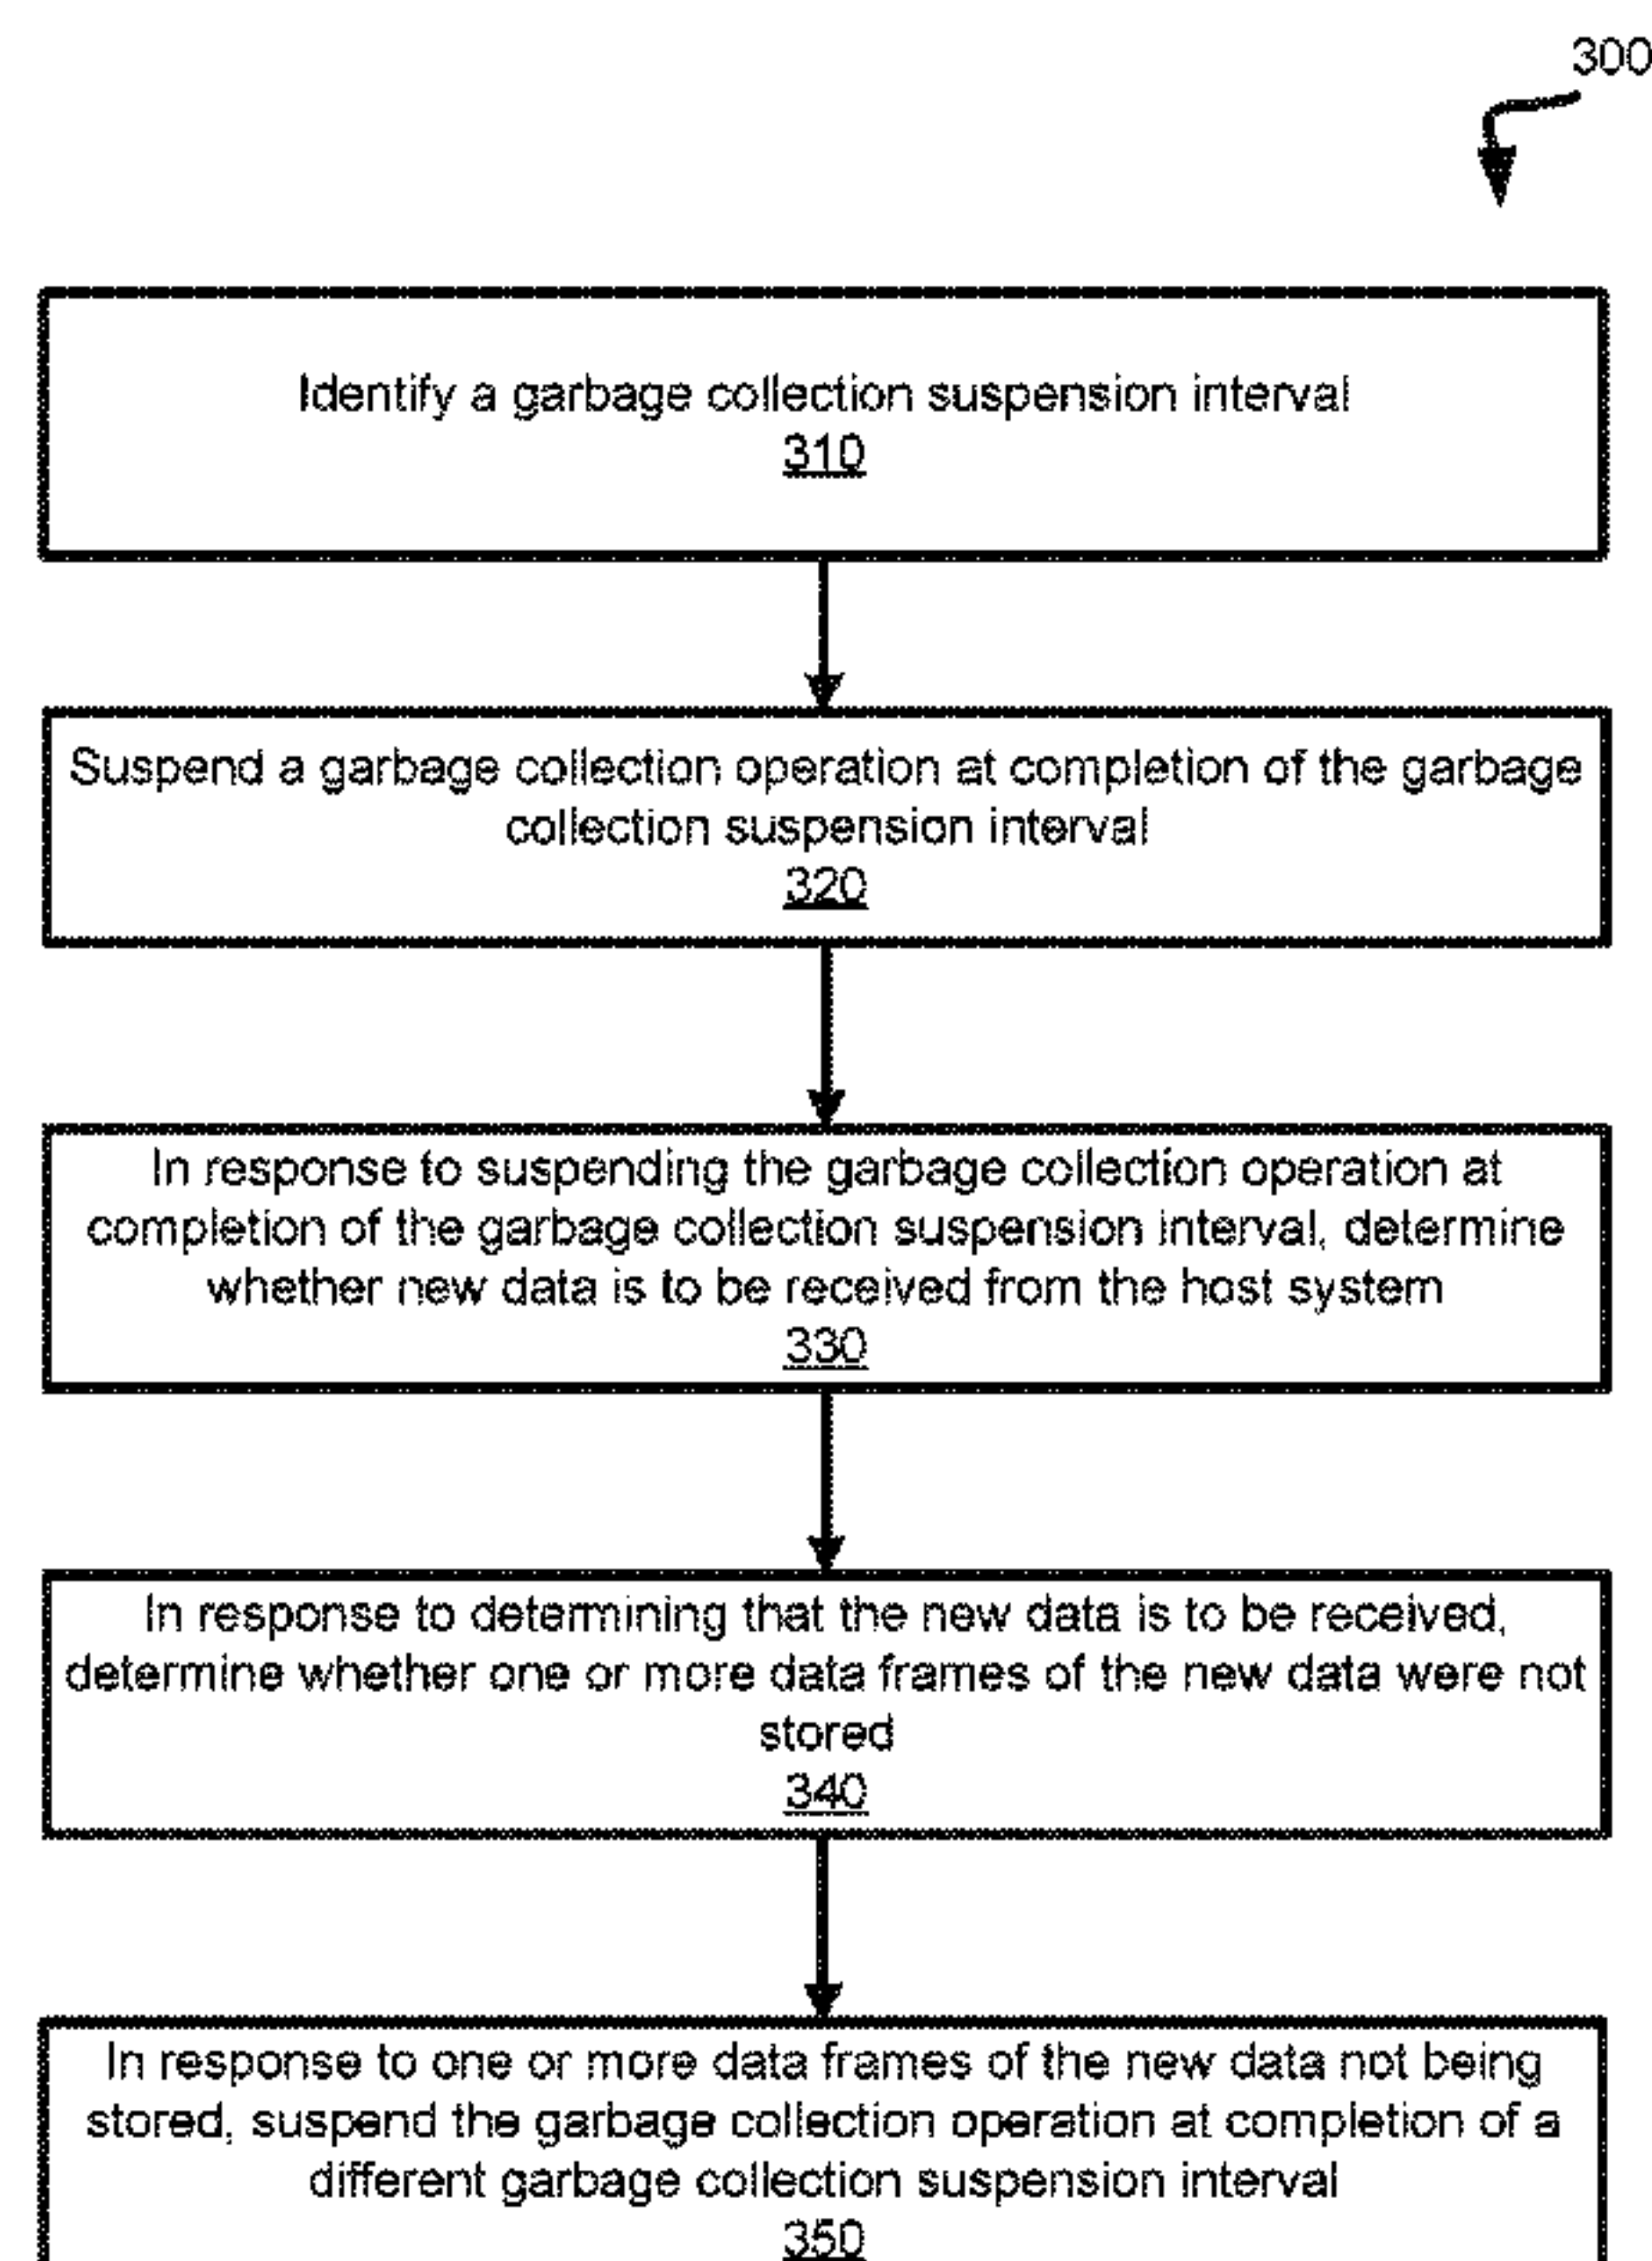 300
Identify a garbage collection suspension interval
310
Suspend a garbage collection operation at completion of the garbage
collection suspension interval
320
In response to suspending the garbage collection operation at
completion of the garbage collection suspension interval, determine
whether new data is to be received from the host system
330
In response to determining that the new data is to be received,
determine whether one or more data frames of the new data were not
stored
340
In response to one or more data frames of the new data not being
stored, suspend the garbage collection operation at completion of a
different garbage collection suspension interval
350